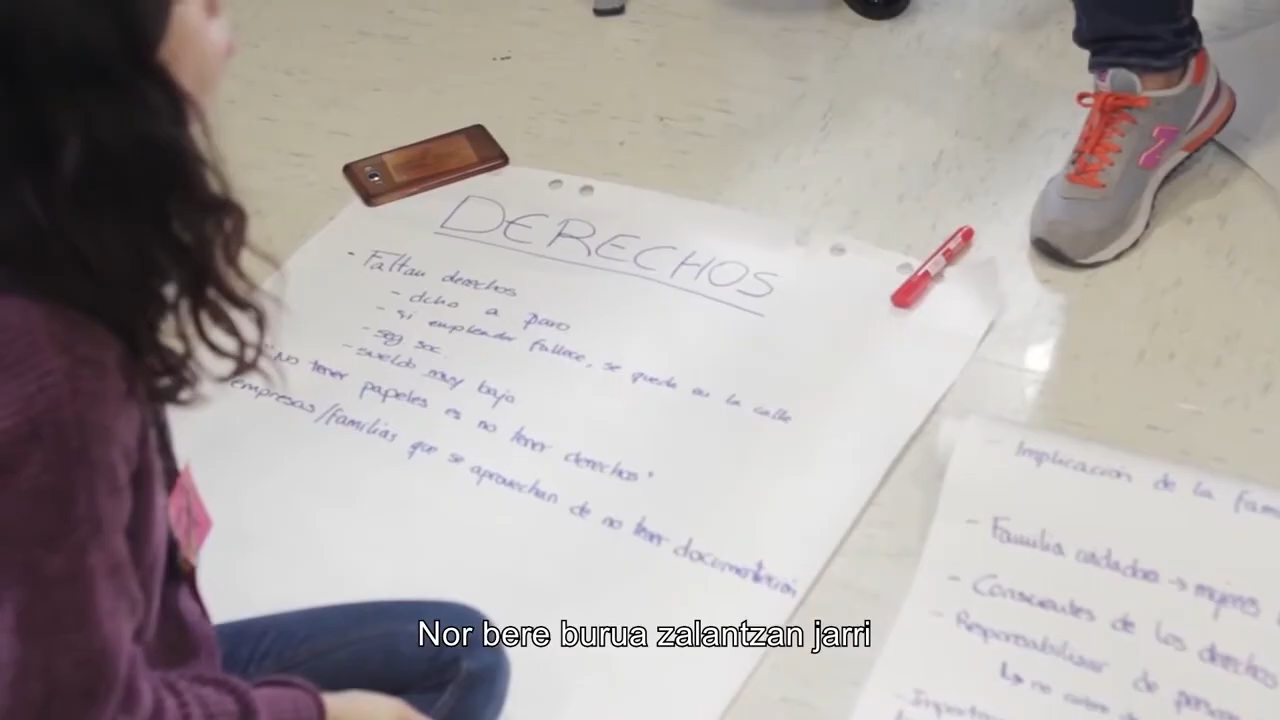 DERECHOS
- Faltan derechos
- dcho a paro
- si empleador fallece, se queda en la calle
- seg soc.
- sueldo muy bajo
"No tener papeles es no tener derechos"
empresas/familias que se aprovechan de no tener documentación
Implicación de la fam
- Familia cuidadora → mujeres
- Conscientes de los derechos
- Responsabilizar de
↳ no
N
Nor bere burua zalantzan jarri